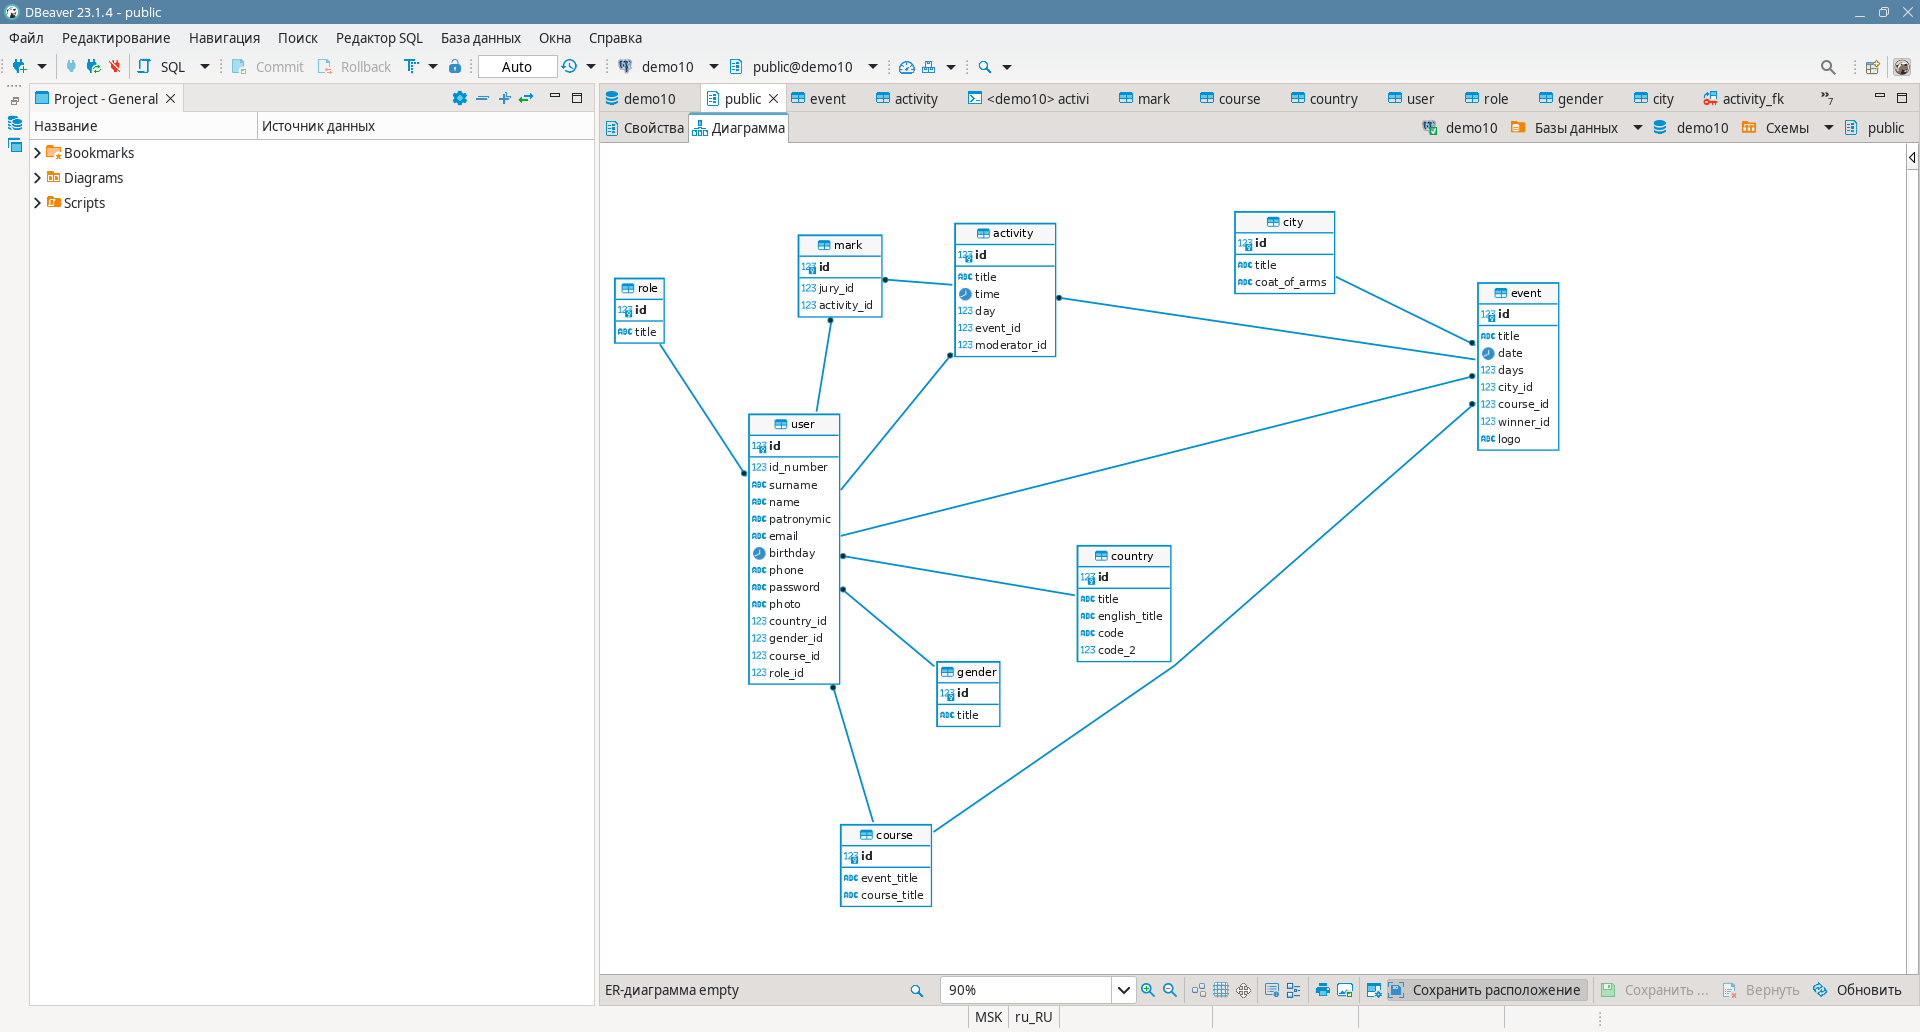 DBeaver 23.1.4 - public
Файл Редактирование Навигация Поиск Редактор SQL База данных Окна Справка
SQL Commit Rollback Auto demo10 public@demo10
Project - General
demo10 public event activity <demo10> activi mark course country user role gender city activity_fk »7
Название Источник данных
Свойства Диаграмма demo10 Базы данных demo10 Схемы public
Bookmarks
Diagrams
Scripts
role
id
title
mark
id
jury_id
activity_id
activity
id
title
time
day
event_id
moderator_id
city
id
title
coat_of_arms
event
id
title
date
days
city_id
course_id
winner_id
logo
user
id
id_number
surname
name
patronymic
email
birthday
phone
password
photo
country_id
gender_id
course_id
role_id
country
id
title
english_title
code
code_2
gender
id
title
course
id
event_title
course_title
ER-диаграмма empty 90% Сохранить расположение Сохранить ... Вернуть Обновить
MSK ru_RU